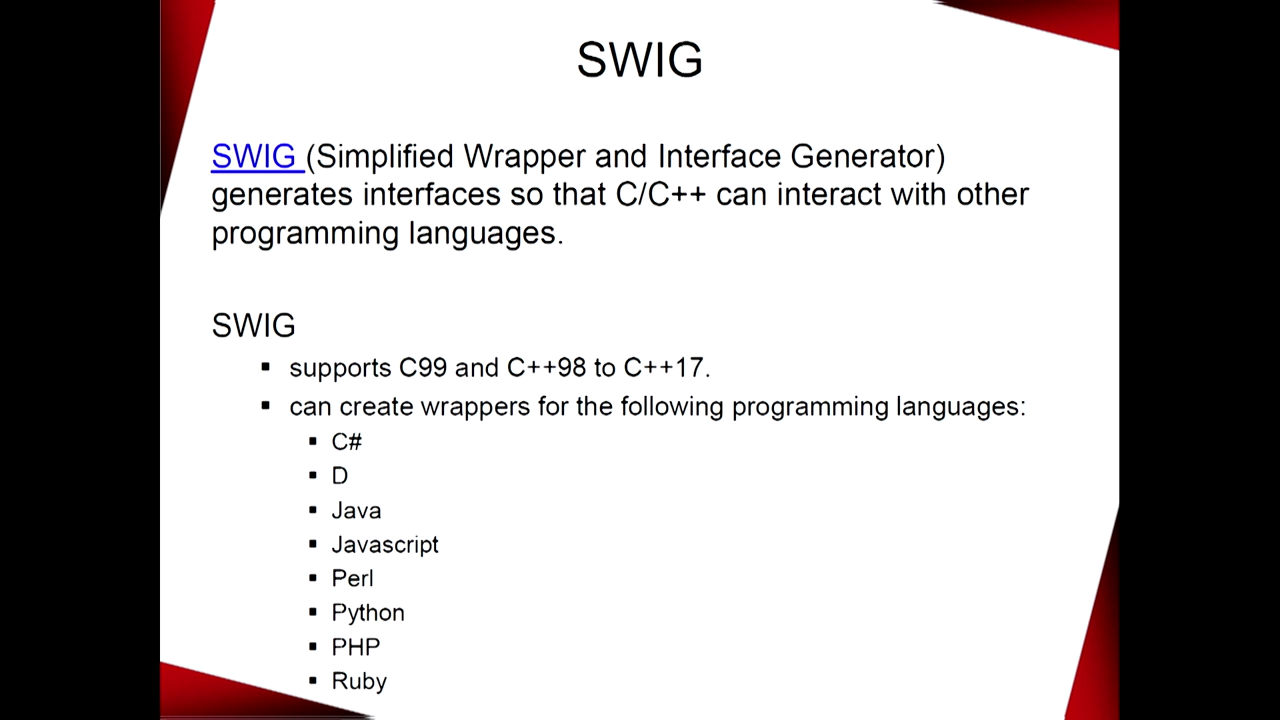 SWIG
SWIG (Simplified Wrapper and Interface Generator)
generates interfaces so that C/C++ can interact with other
programming languages.
SWIG
▪ supports C99 and C++98 to C++17.
▪ can create wrappers for the following programming languages:
▪ C#
▪ D
▪ Java
▪ Javascript
▪ Perl
▪ Python
▪ PHP
▪ Ruby